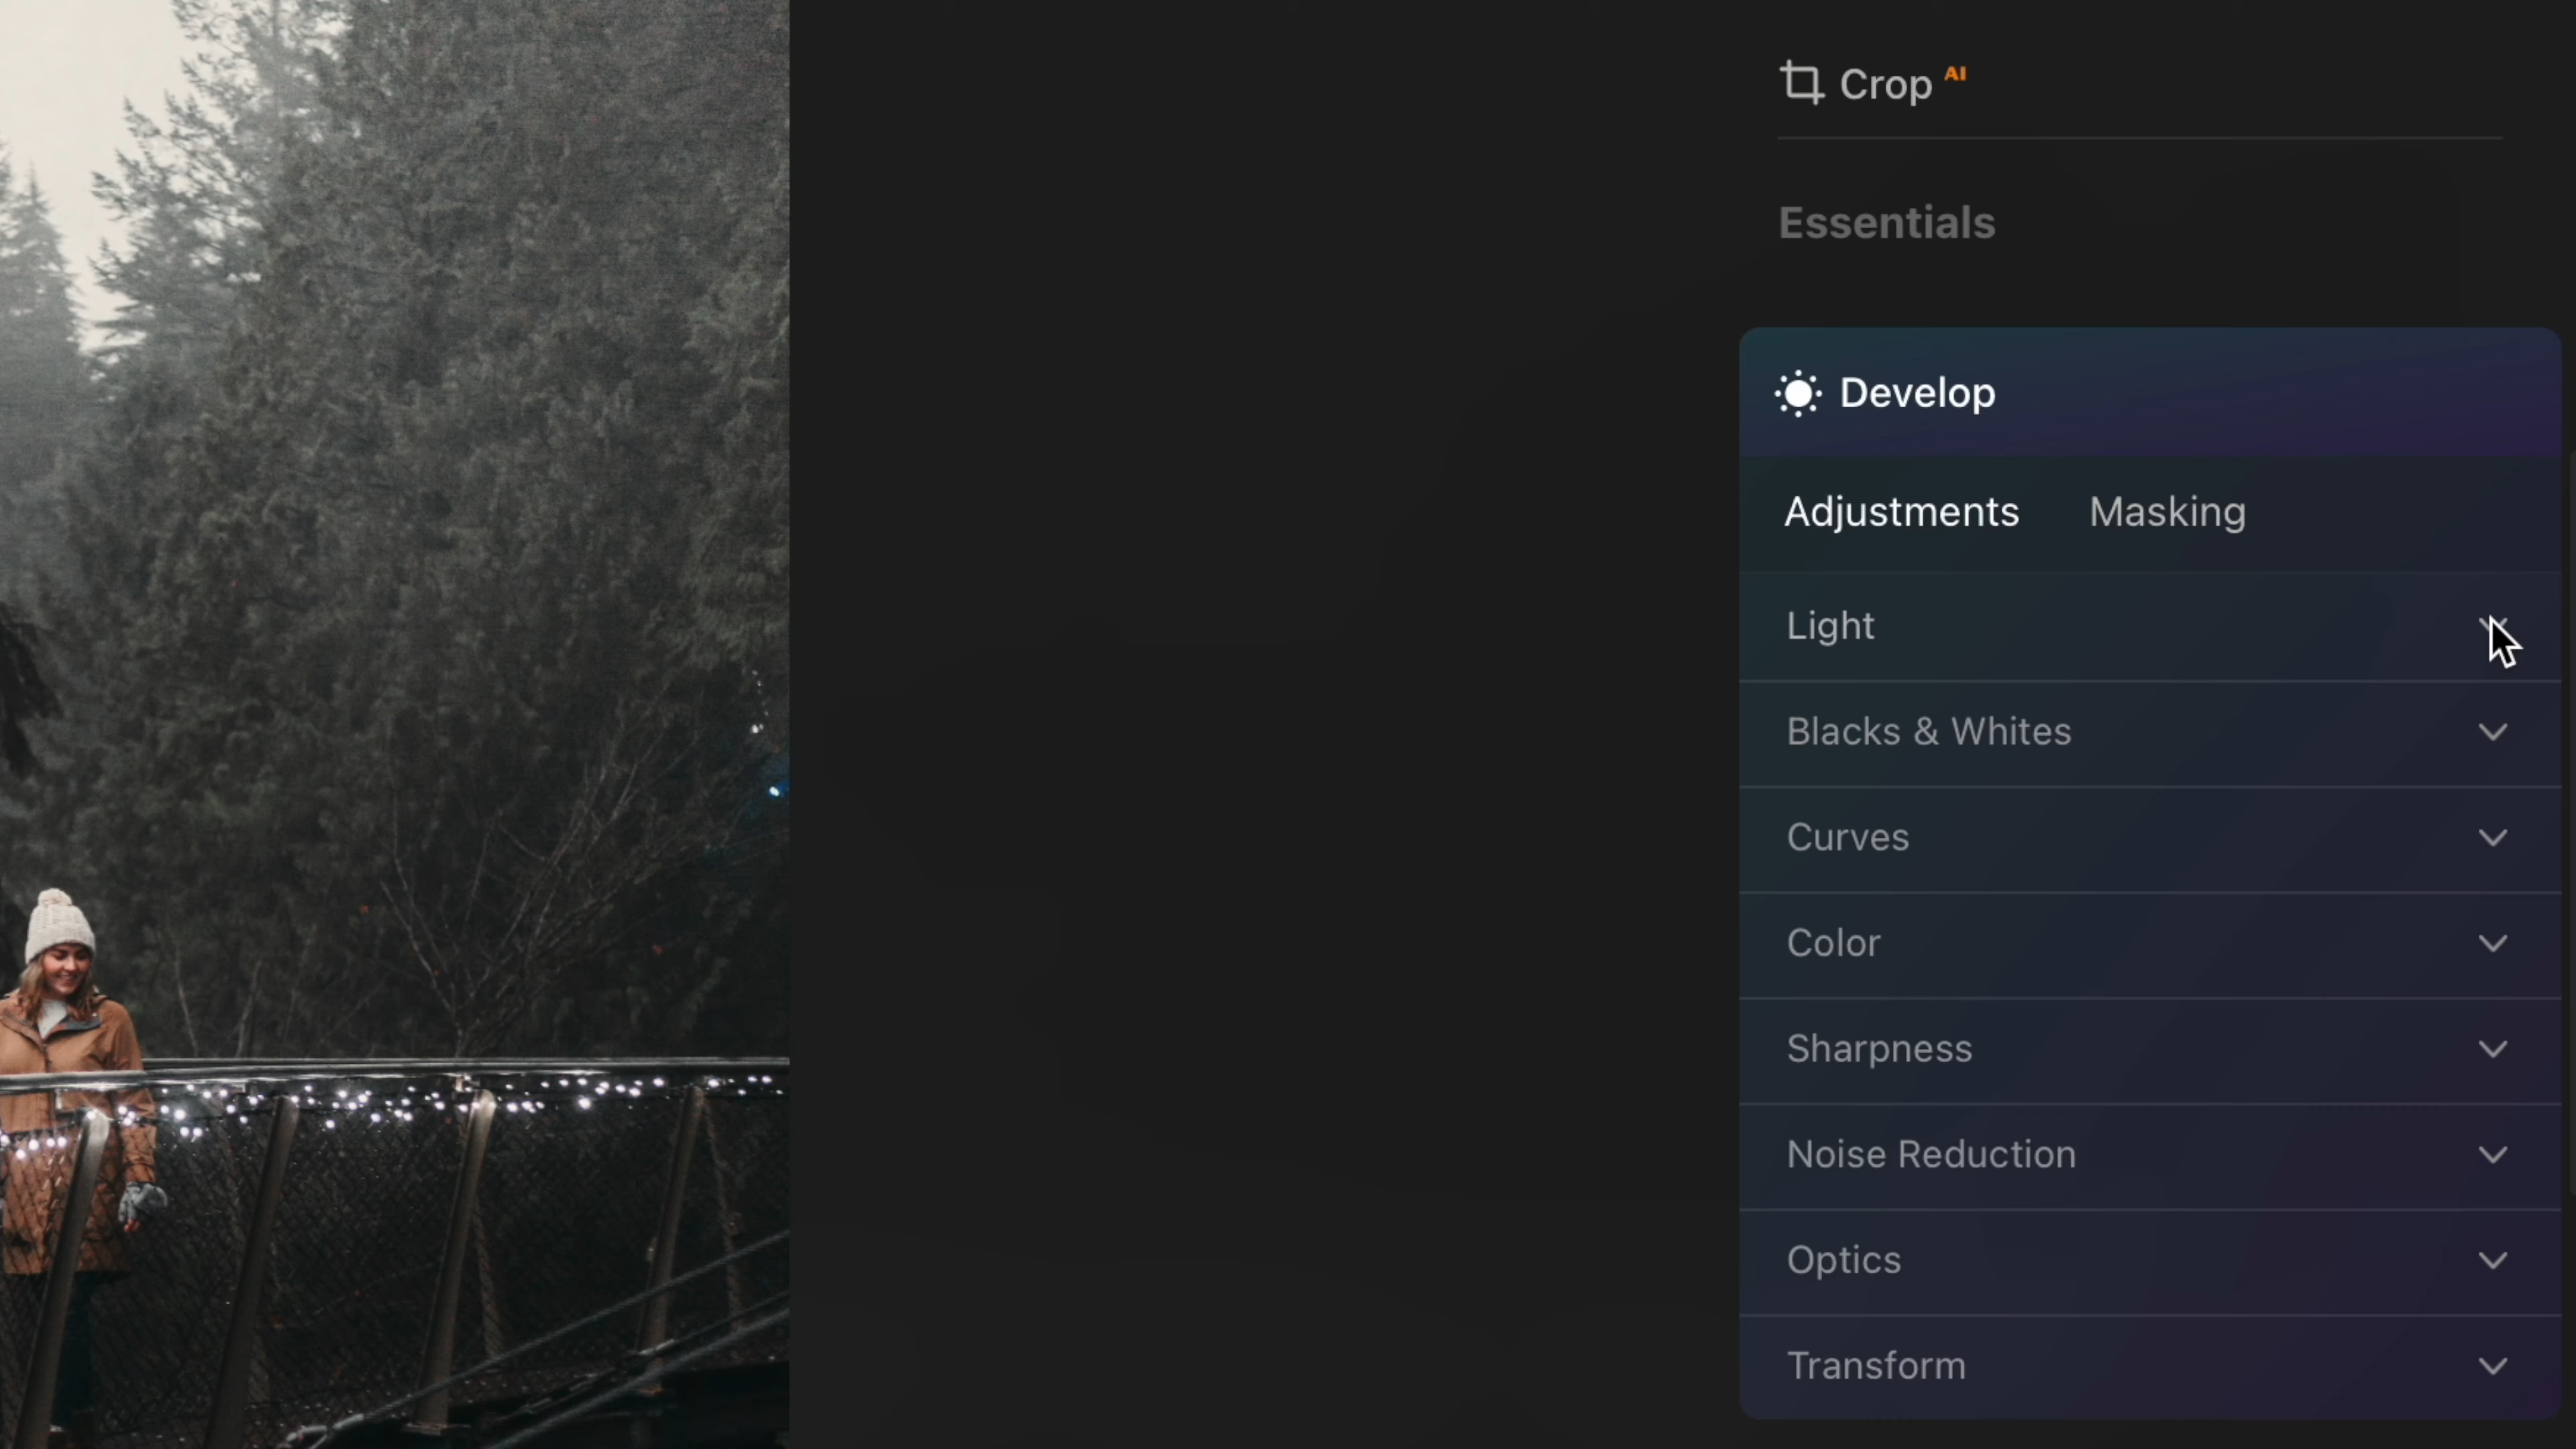 Crop AI
Essentials
Develop
Adjustments Masking
Light
Blacks & Whites
Curves
Color
Sharpness
Noise Reduction
Optics
Transform